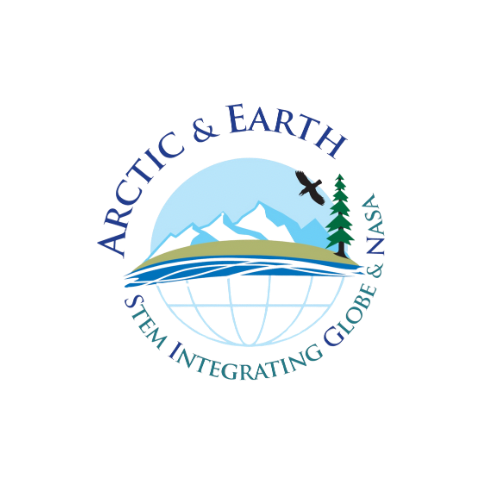 ARCTIC & EARTH
STEM INTEGRATING GLOBE & NASA